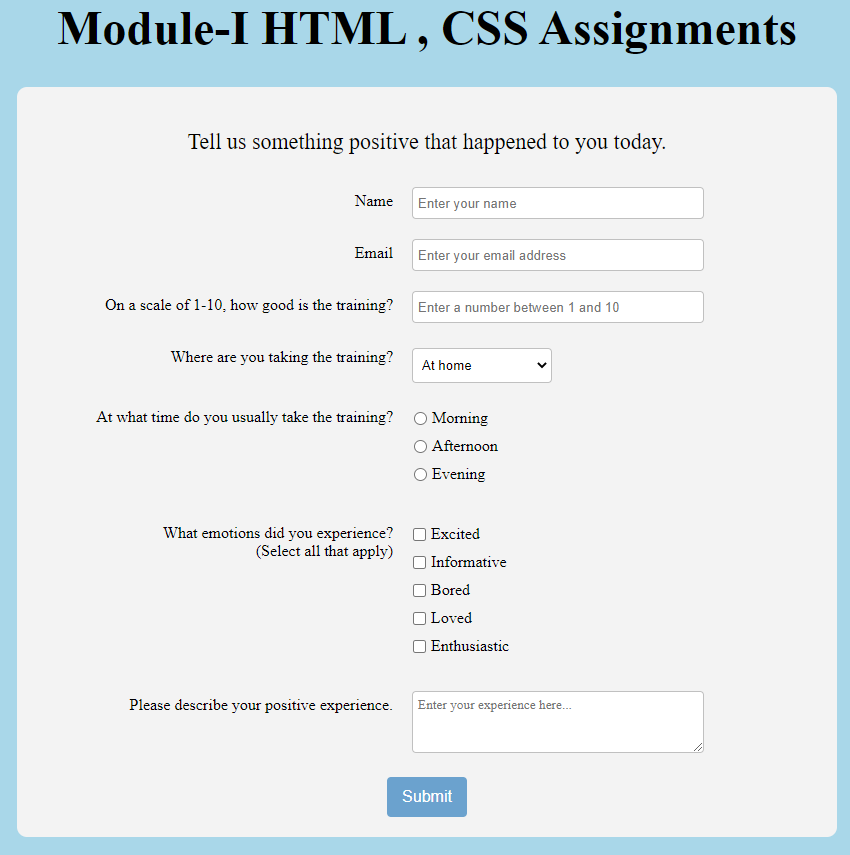 Module-I HTML , CSS Assignments
Tell us something positive that happened to you today.
Name
Enter your name
Email
Enter your email address
On a scale of 1-10, how good is the training?
Enter a number between 1 and 10
Where are you taking the training?
At home
At what time do you usually take the training?
Morning
Afternoon
Evening
What emotions did you experience?
(Select all that apply)
Excited
Informative
Bored
Loved
Enthusiastic
Please describe your positive experience.
Enter your experience here...
Submit